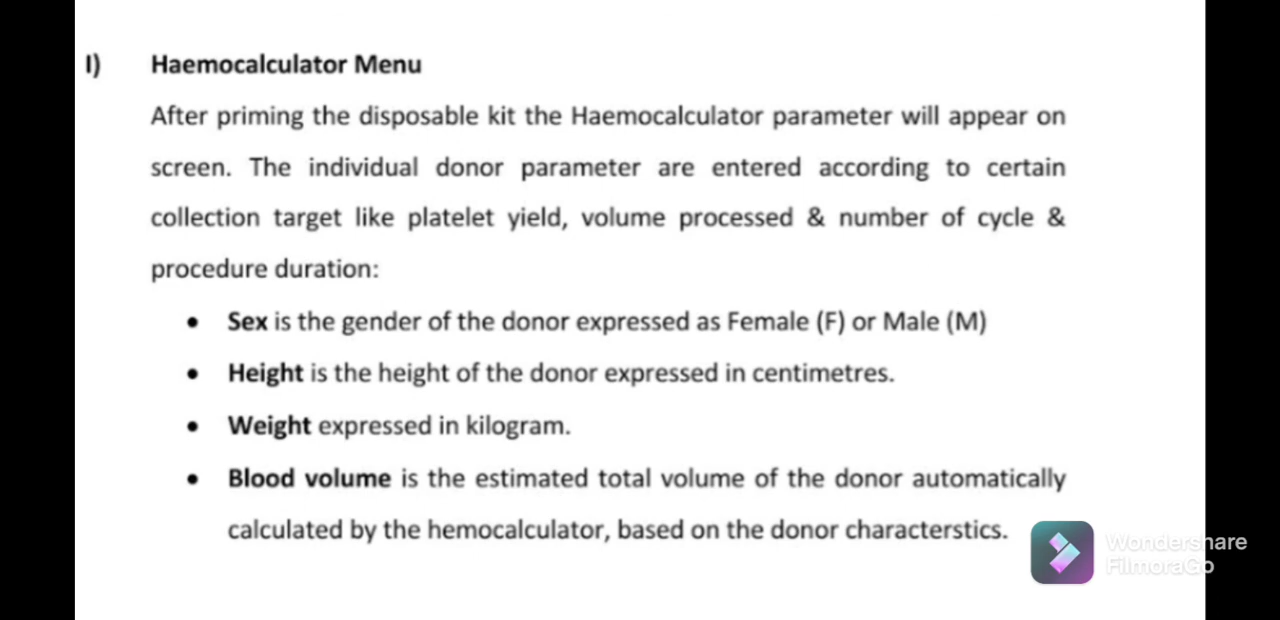 I) Haemocalculator Menu
After priming the disposable kit the Haemocalculator parameter will appear on
screen. The individual donor parameter are entered according to certain
collection target like platelet yield, volume processed & number of cycle &
procedure duration:
• Sex is the gender of the donor expressed as Female (F) or Male (M)
• Height is the height of the donor expressed in centimetres.
• Weight expressed in kilogram.
• Blood volume is the estimated total volume of the donor automatically
calculated by the hemocalculator, based on the donor characterstics.
Wondershare
FilmoraGo